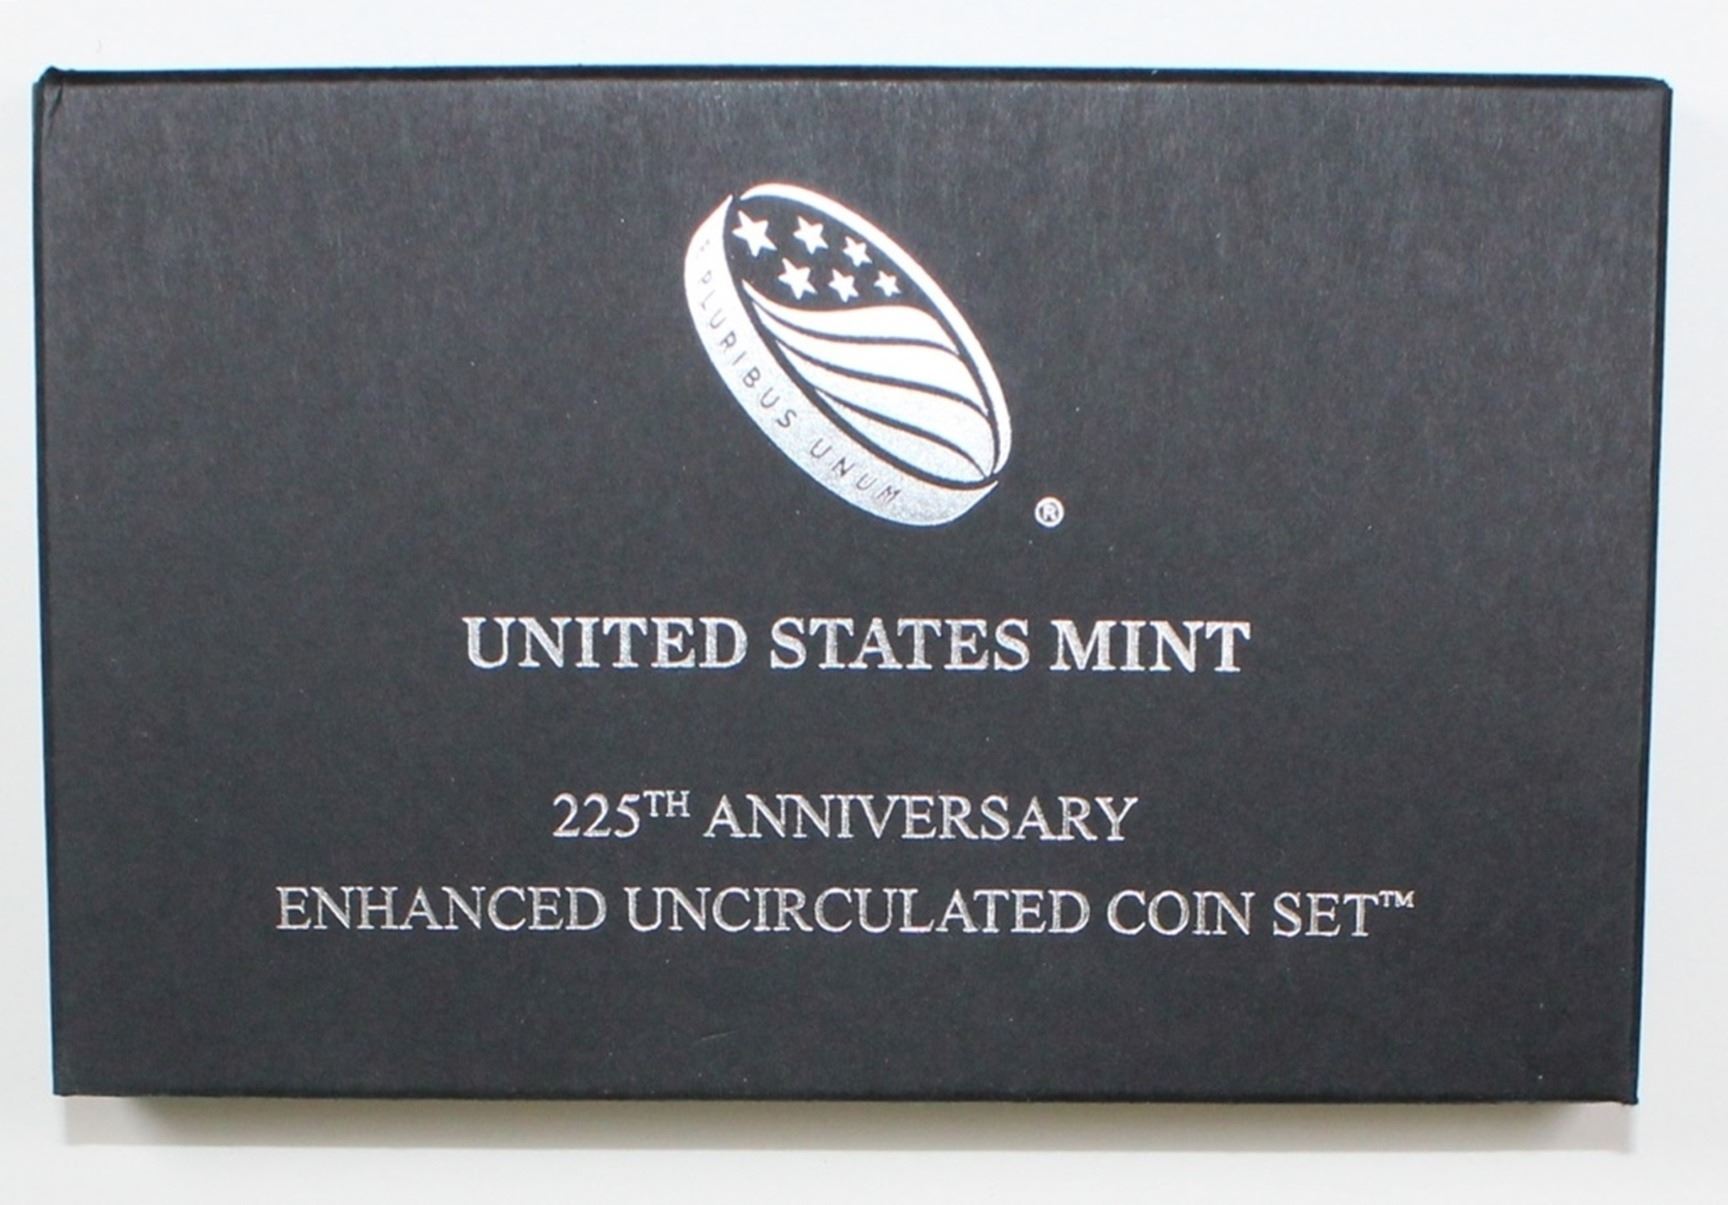 E PLURIBUS UNUM
®
UNITED STATES MINT
225TH ANNIVERSARY
ENHANCED UNCIRCULATED COIN SET™